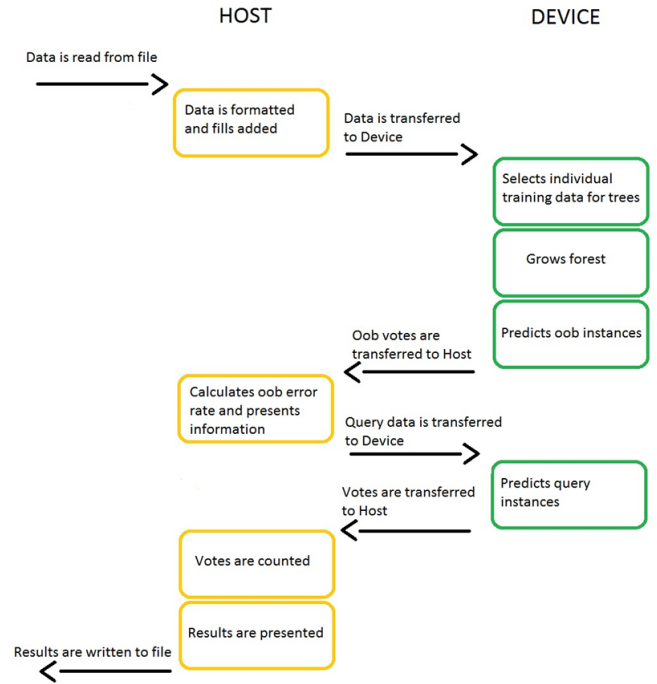 HOST
DEVICE
Data is read from file
Data is formatted
and fills added
Data is transferred
to Device
Selects individual
training data for trees
Grows forest
Predicts oob instances
Oob votes are
transferred to Host
Calculates oob error
rate and presents
information
Query data is transferred
to Device
Predicts query
instances
Votes are transferred
to Host
Votes are counted
Results are presented
Results are written to file